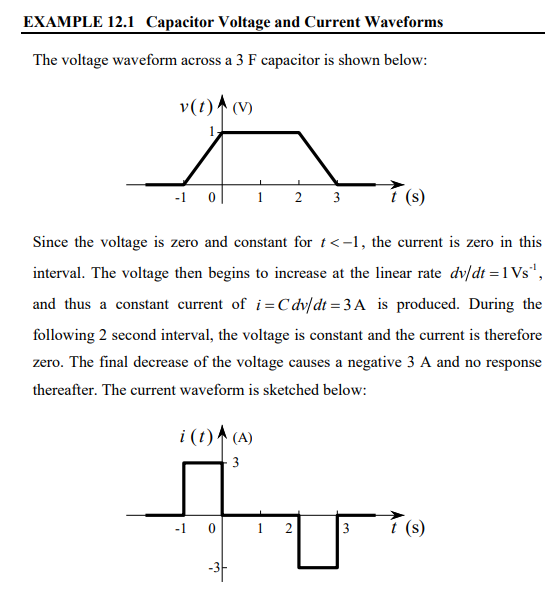 EXAMPLE 12.1 Capacitor Voltage and Current Waveforms
The voltage waveform across a 3 F capacitor is shown below:
v(t) (V)
1
-1 0 1 2 3 t (s)
Since the voltage is zero and constant for t < −1, the current is zero in this
interval. The voltage then begins to increase at the linear rate dv/dt = 1 Vs⁻¹,
and thus a constant current of i = C dv/dt = 3 A is produced. During the
following 2 second interval, the voltage is constant and the current is therefore
zero. The final decrease of the voltage causes a negative 3 A and no response
thereafter. The current waveform is sketched below:
i (t) (A)
3
-1 0 1 2 3 t (s)
-3